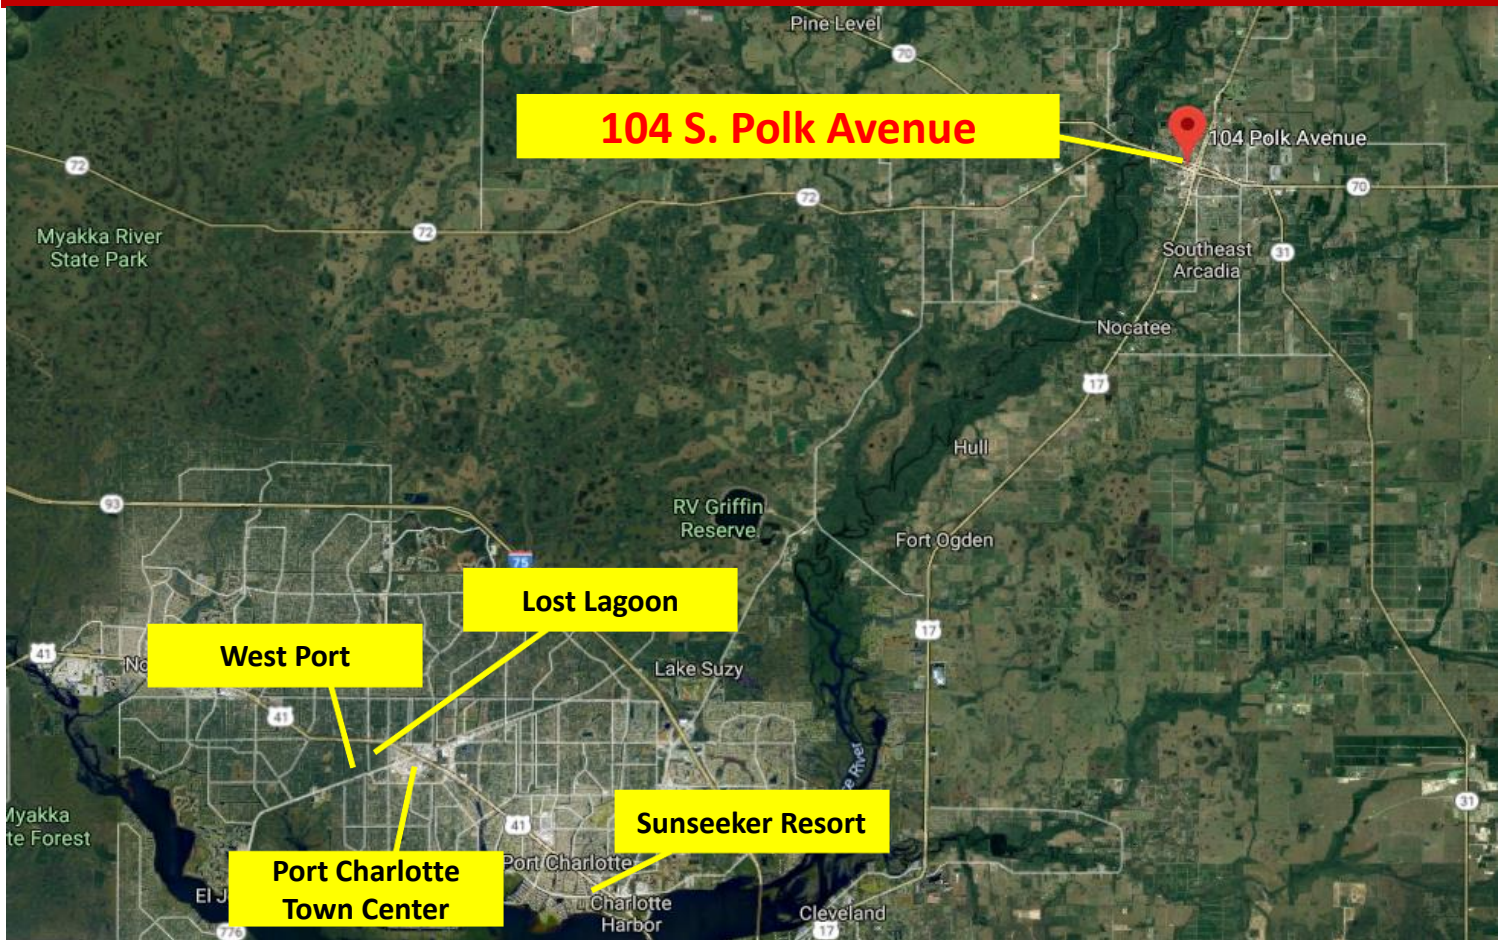 Pine Level
70
104 S. Polk Avenue
104 Polk Avenue
72
72
70
72
Myakka River
State Park
Southeast
Arcadia
31
Nocatee
17
Hull
93
RV Griffin
Reserve
Fort Ogden
75
Lost Lagoon
17
41
No
West Port
Lake Suzy
41
River
Myakka
te Forest
31
41
Sunseeker Resort
Port Charlotte
Town Center
Port Charlotte
El J
Charlotte
Harbor
Cleveland
17
776